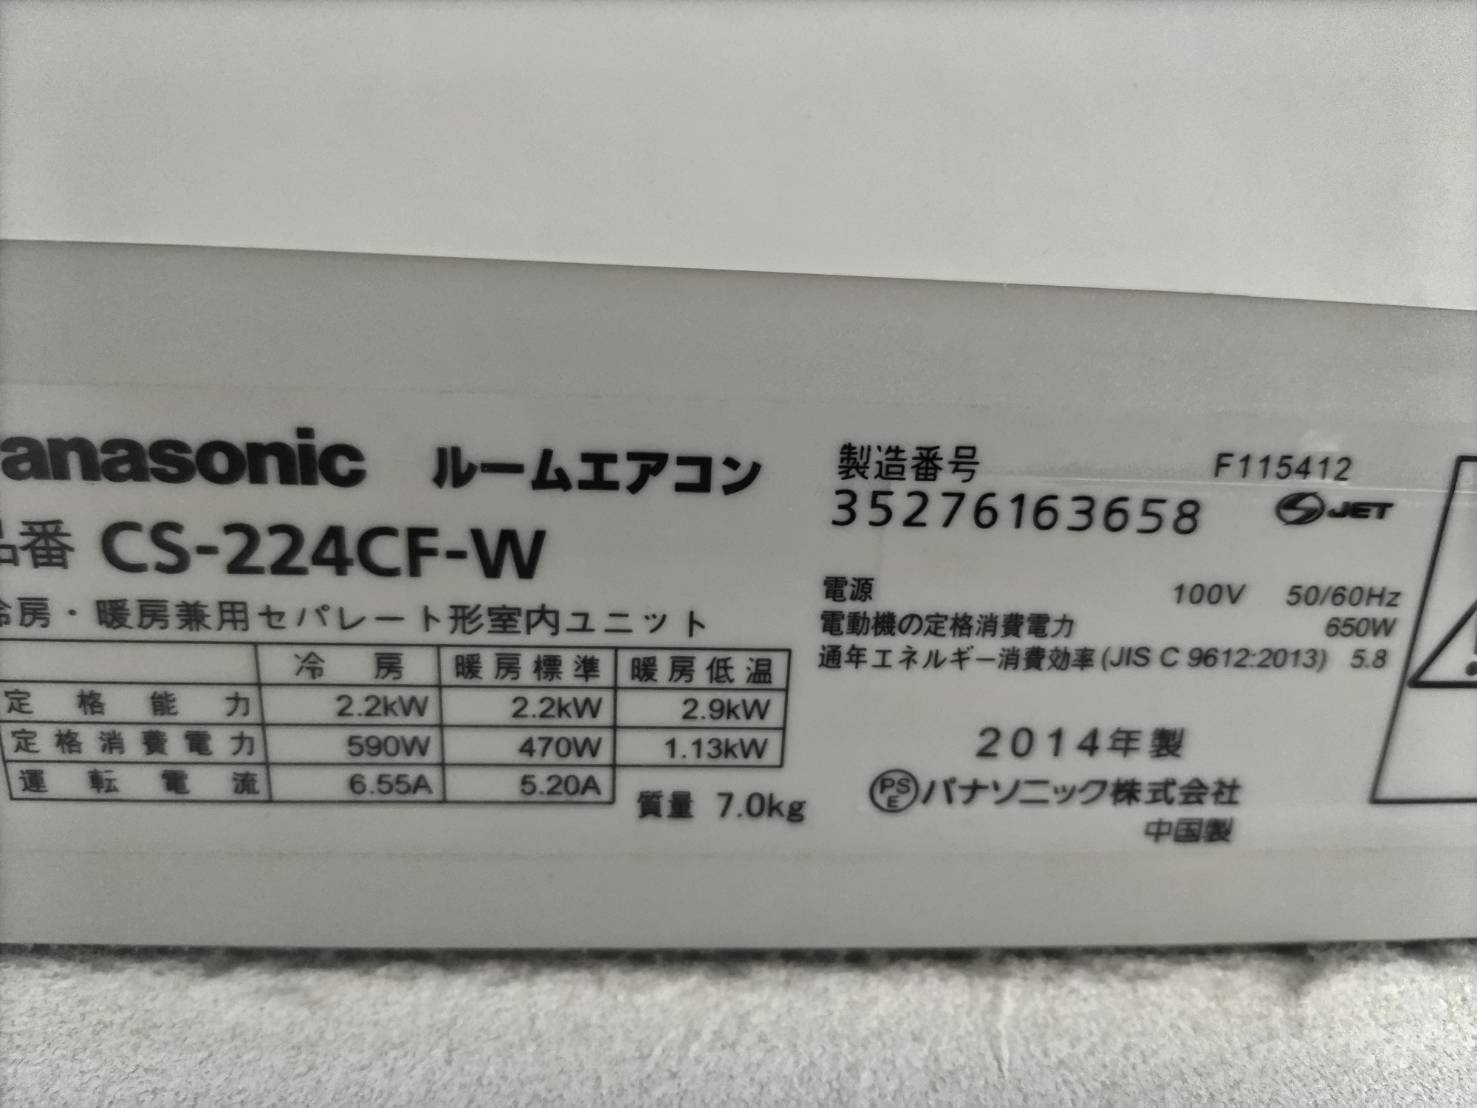 Panasonic ルームエアコン
品番 CS-224CF-W
冷房・暖房兼用セパレート形室内ユニット
冷房 暖房標準 暖房低温
定格能力 2.2kW 2.2kW 2.9kW
定格消費電力 590W 470W 1.13kW
運転電流 6.55A 5.20A
質量 7.0kg
製造番号 F115412
35276163658 JET
電源 100V 50/60Hz
電動機の定格消費電力 650W
通年エネルギー消費効率(JIS C 9612:2013) 5.8
2014年製
PSE パナソニック株式会社
中国製